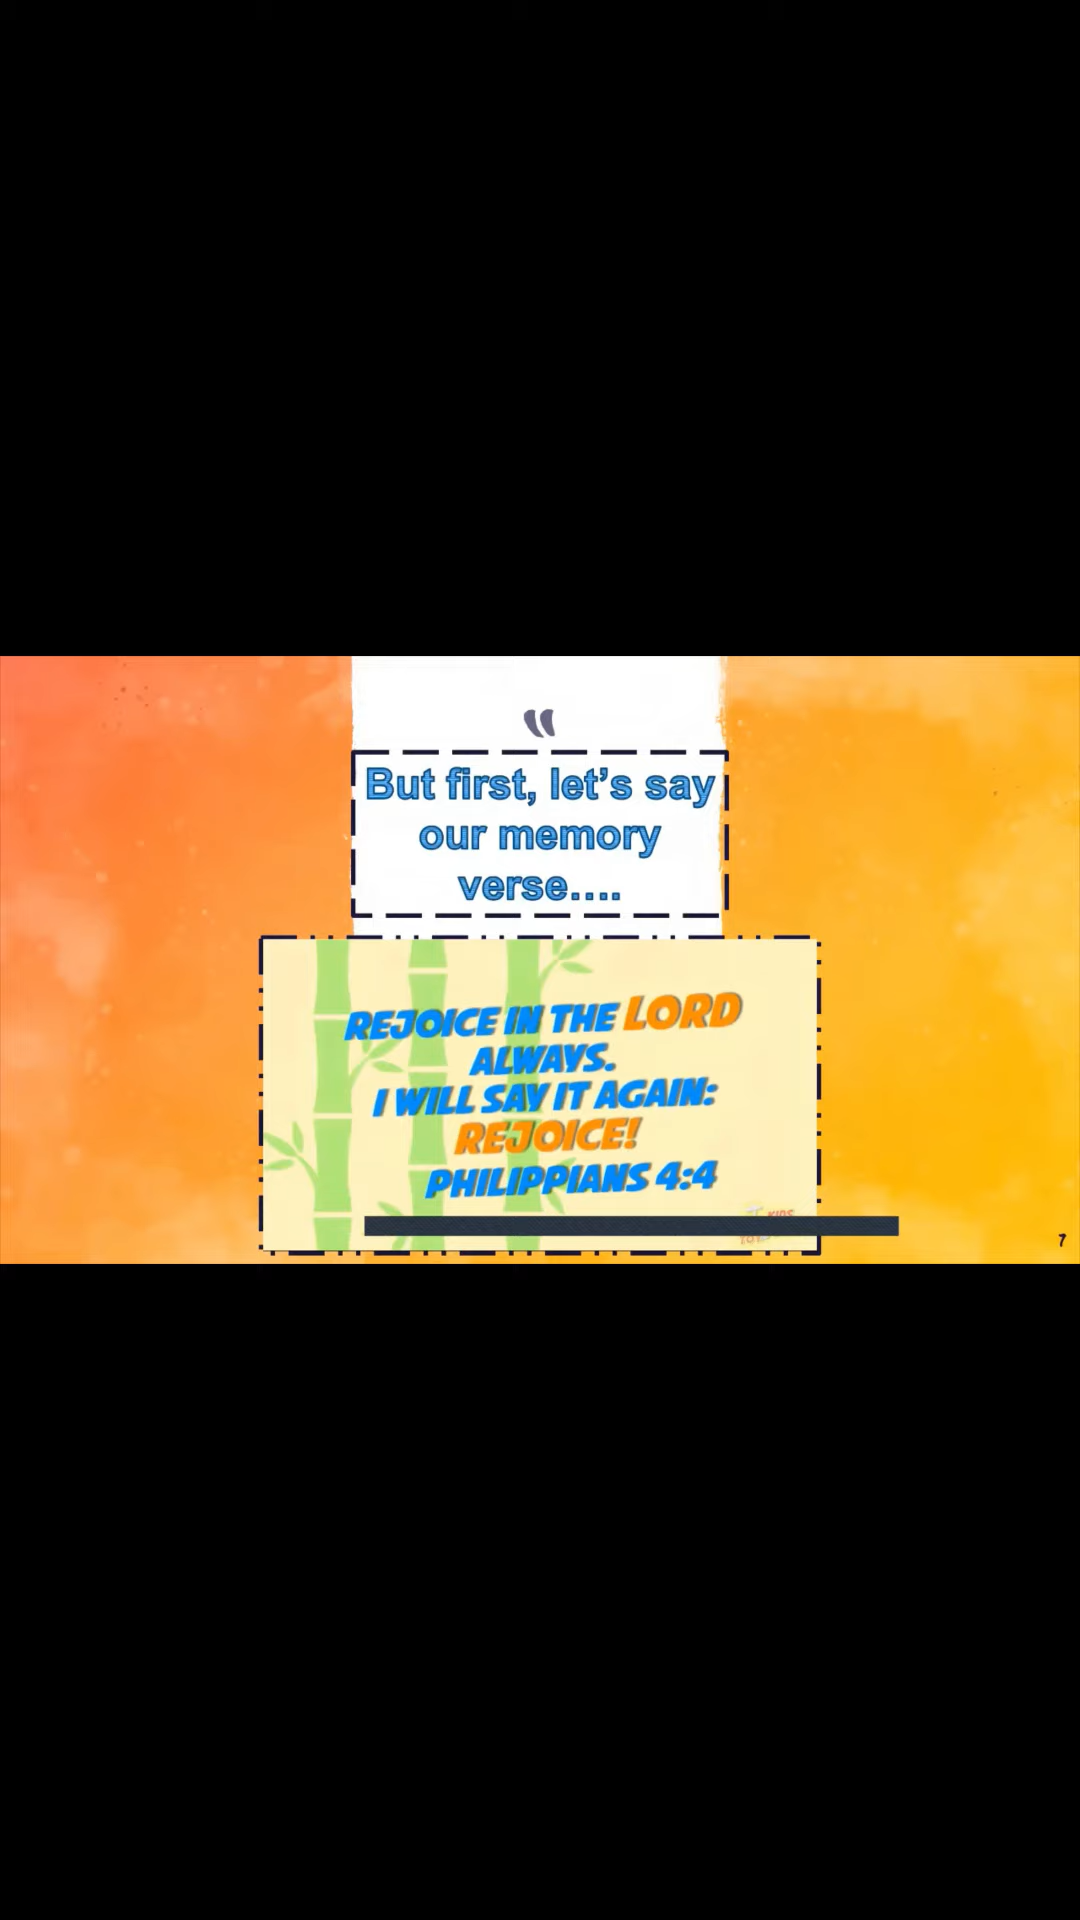 “
But first, let’s say
our memory
verse....
REJOICE IN THE LORD
ALWAYS.
I WILL SAY IT AGAIN:
REJOICE!
PHILIPPIANS 4:4
KIDS
7